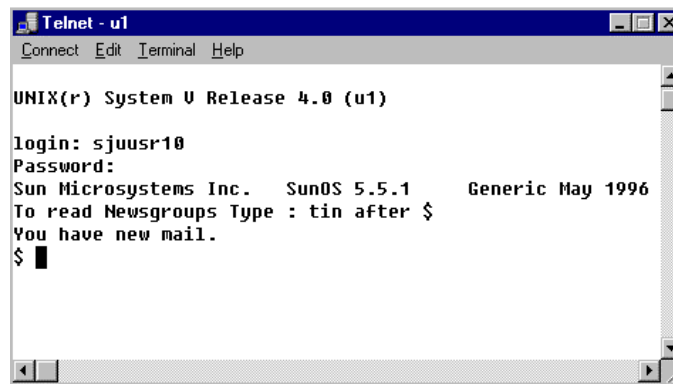 Telnet - u1
Connect Edit Terminal Help
UNIX(r) System V Release 4.0 (u1)
login: sjuusr10
Password:
Sun Microsystems Inc. SunOS 5.5.1 Generic May 1996
To read Newsgroups Type : tin after $
You have new mail.
$